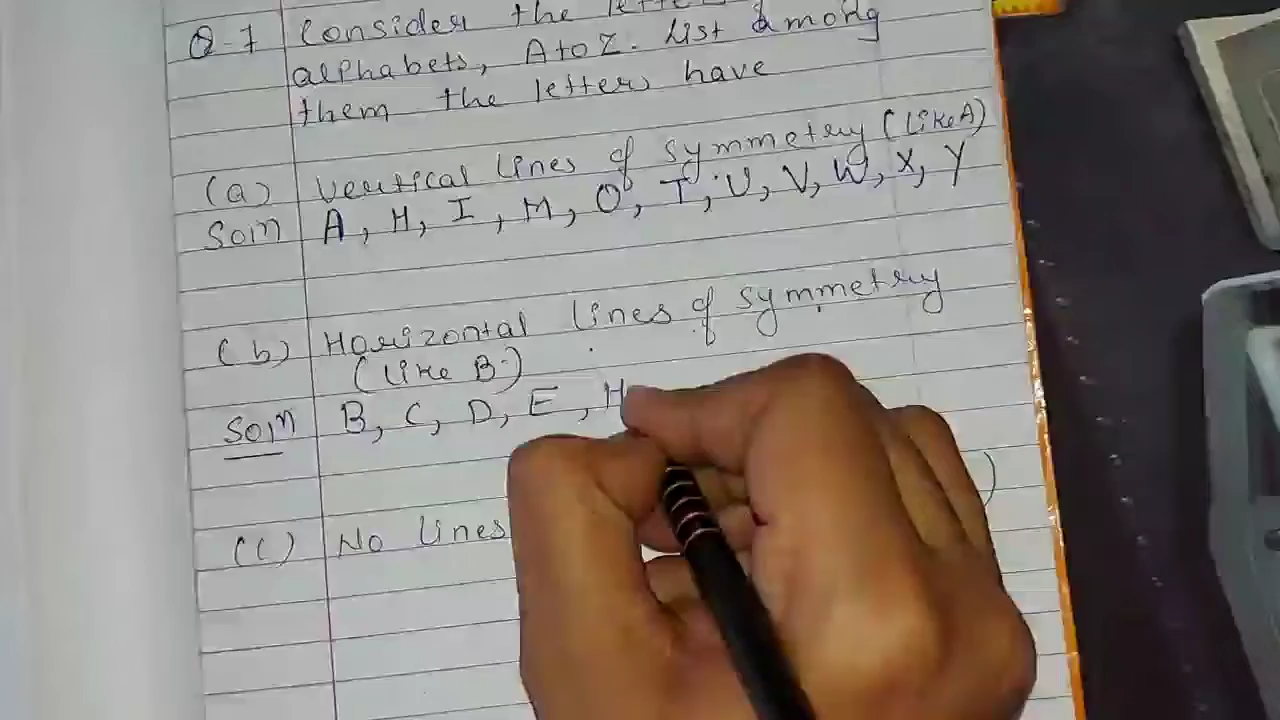 Q-7 Consider the
alphabets, A to Z. List among
them the letters have
(a) Vertical lines of symmetry (Like A)
Soln A, H, I, M, O, T, U, V, W, X, Y
(b) Horizontal lines of symmetry
(Like B)
Soln B, C, D, E, H
(c) No lines
)